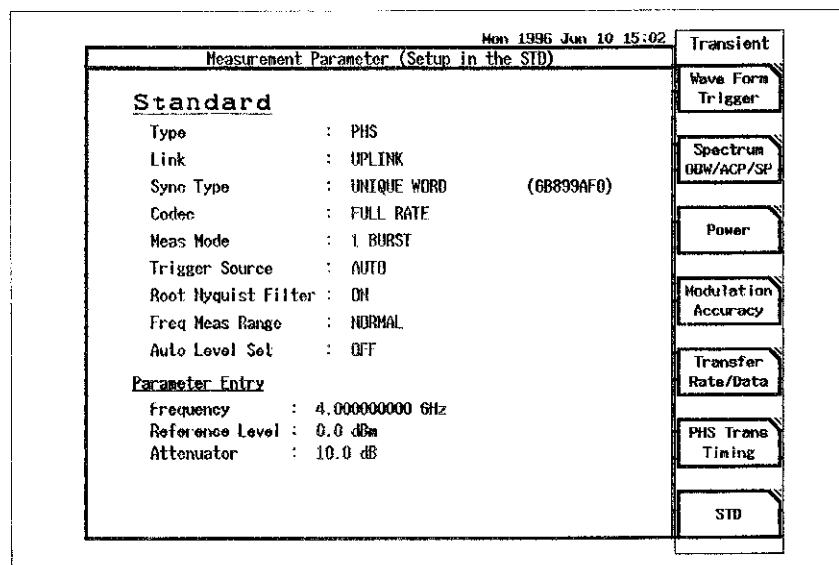 Mon 1996 Jun 10 15:02
Measurement Parameter (Setup in the STD)
Standard
Type : PHS
Link : UPLINK
Sync Type : UNIQUE WORD (6B899AF0)
Codec : FULL RATE
Meas Mode : 1 BURST
Trigger Source : AUTO
Root Nyquist Filter : ON
Freq Meas Range : NORMAL
Auto Level Set : OFF
Parameter Entry
Frequency : 4.000000000 GHz
Reference Level : 0.0 dBm
Attenuator : 10.0 dB
Transient
Wave Form
Trigger
Spectrum
OBW/ACP/SP
Power
Modulation
Accuracy
Transfer
Rate/Data
PHS Trans
Timing
STD